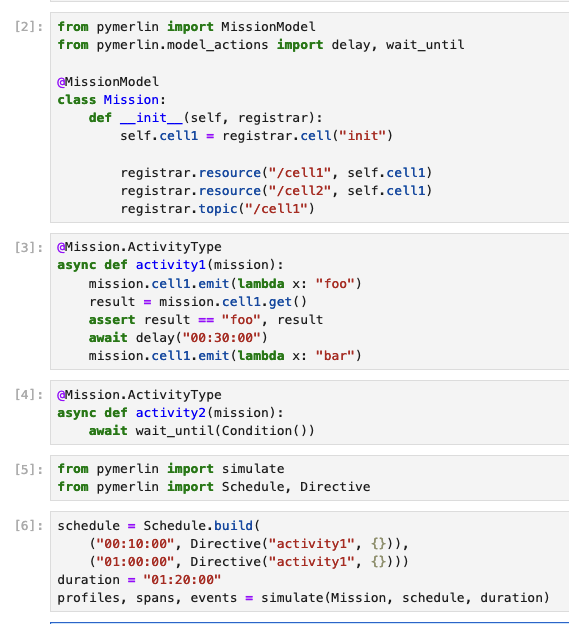 [2]: from pymerlin import MissionModel
from pymerlin.model_actions import delay, wait_until

@MissionModel
class Mission:
    def __init__(self, registrar):
        self.cell1 = registrar.cell("init")

        registrar.resource("/cell1", self.cell1)
        registrar.resource("/cell2", self.cell1)
        registrar.topic("/cell1")
[3]: @Mission.ActivityType
async def activity1(mission):
    mission.cell1.emit(lambda x: "foo")
    result = mission.cell1.get()
    assert result == "foo", result
    await delay("00:30:00")
    mission.cell1.emit(lambda x: "bar")
[4]: @Mission.ActivityType
async def activity2(mission):
    await wait_until(Condition())
[5]: from pymerlin import simulate
from pymerlin import Schedule, Directive
[6]: schedule = Schedule.build(
    ("00:10:00", Directive("activity1", {})),
    ("01:00:00", Directive("activity1", {})))
duration = "01:20:00"
profiles, spans, events = simulate(Mission, schedule, duration)